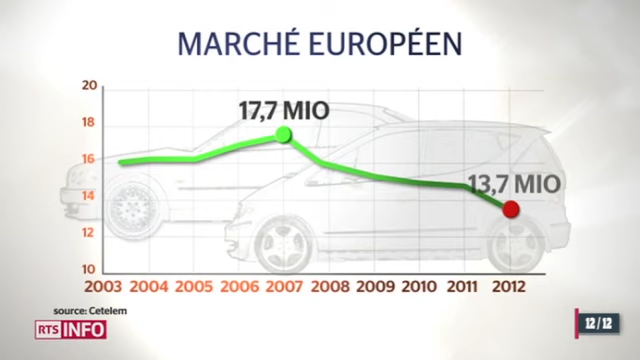 MARCHÉ EUROPÉEN
20
17,7 MIO
18
16
13,7 MIO
14
12
10
2003 2004 2005 2006 2007 2008 2009 2010 2011 2012
source: Cetelem
RTS INFO
12/12